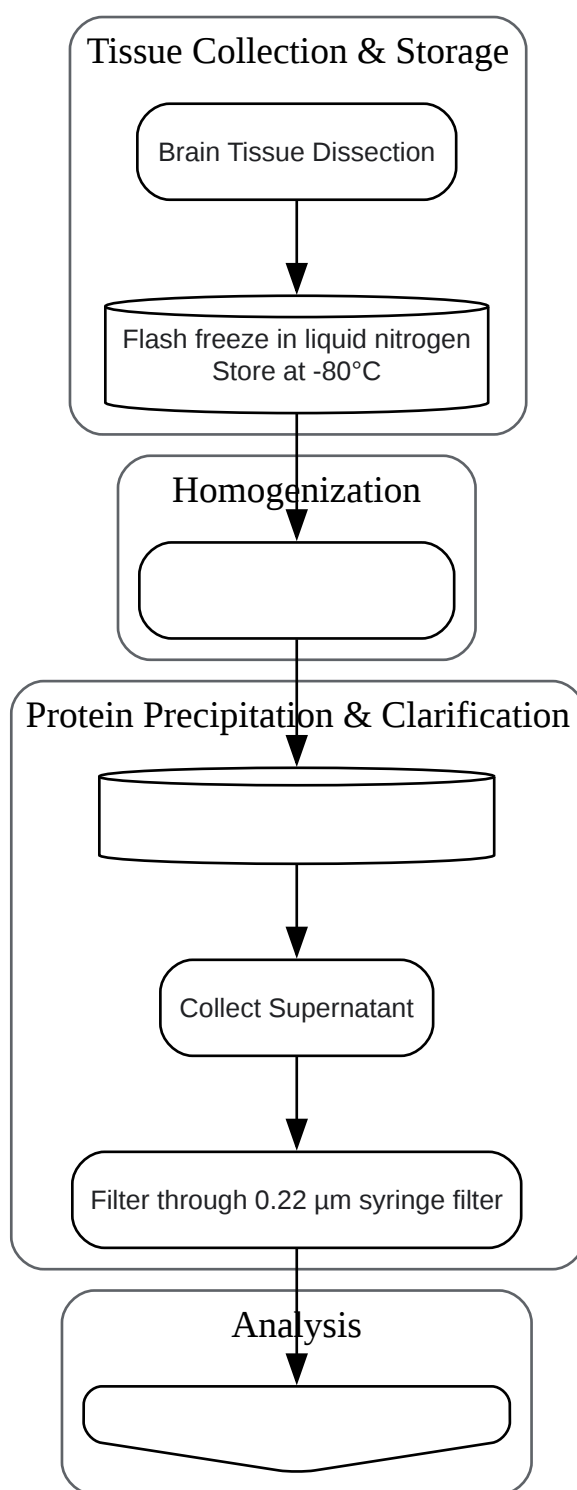 Tissue Collection & Storage
Brain Tissue Dissection
Flash freeze in liquid nitrogen
Store at -80°C
Homogenization
Protein Precipitation & Clarification
Collect Supernatant
Filter through 0.22 µm syringe filter
Analysis